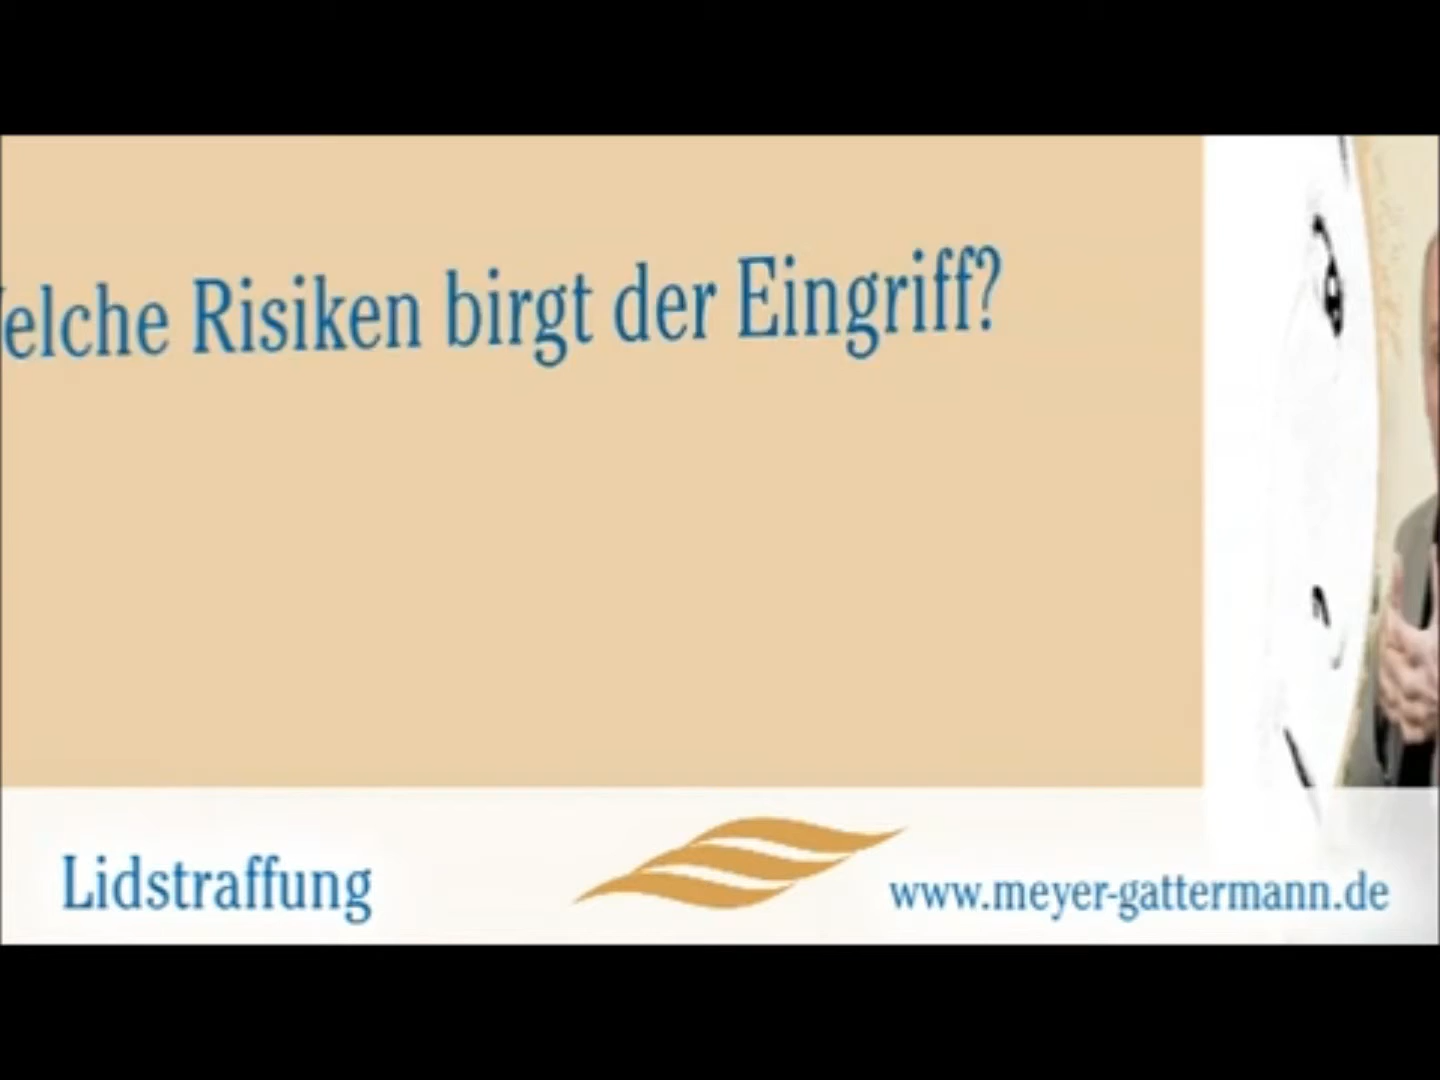 elche Risiken birgt der Eingriff?
Lidstraffung
www.meyer-gattermann.de